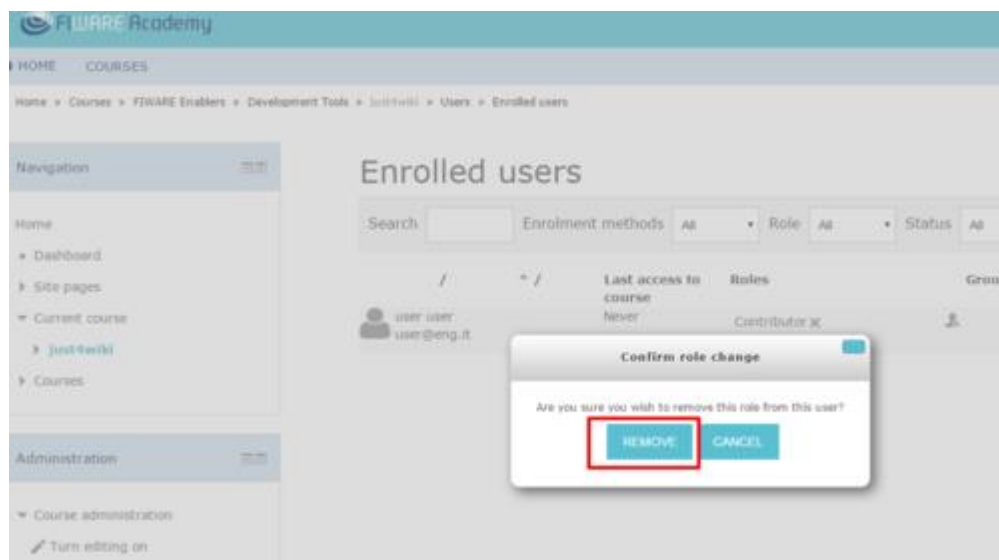 FIWARE Academy
HOME COURSES
Home » Courses » FIWARE Enablers » Development Tools » just4wiki » Users » Enrolled users
Navigation
Home
Dashboard
Site pages
Current course
just4wiki
Courses
Administration
Course administration
Turn editing on
Enrolled users
Search Enrolment methods All Role All Status All
/ ^ / Last access to course Roles Grou
user user Never Contributor x
user@eng.it
Confirm role change
Are you sure you wish to remove this role from this user?
REMOVE CANCEL